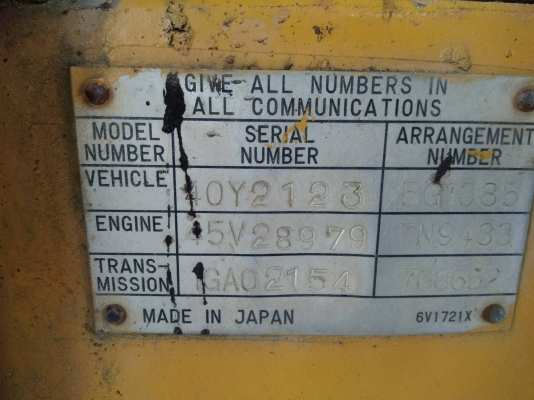 GIVE ALL NUMBERS IN
ALL COMMUNICATIONS
MODEL NUMBER SERIAL NUMBER ARRANGEMENT NUMBER
VEHICLE 40Y2123
ENGINE 45V28979 7N9433
TRANS-MISSION GA02154
MADE IN JAPAN 6V1721X